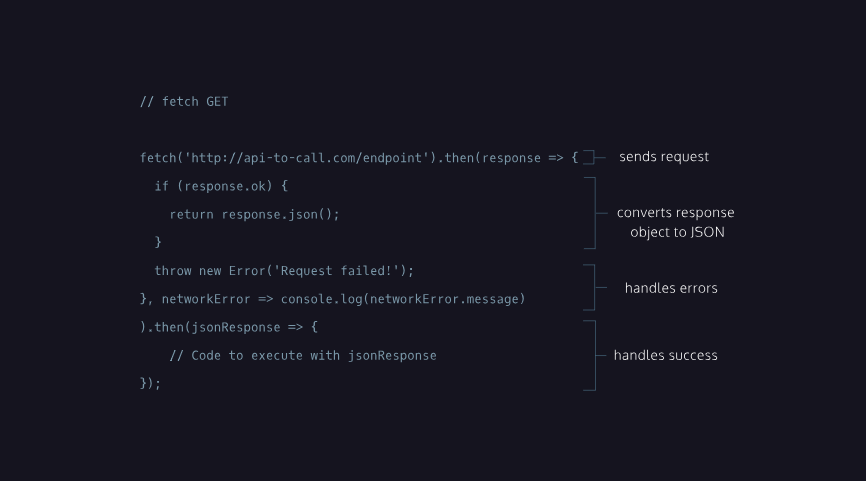 // fetch GET
fetch('http://api-to-call.com/endpoint').then(response => {
sends request
if (response.ok) {
return response.json();
}
converts response
object to JSON
throw new Error('Request failed!');
}, networkError => console.log(networkError.message)
handles errors
).then(jsonResponse => {
// Code to execute with jsonResponse
});
handles success